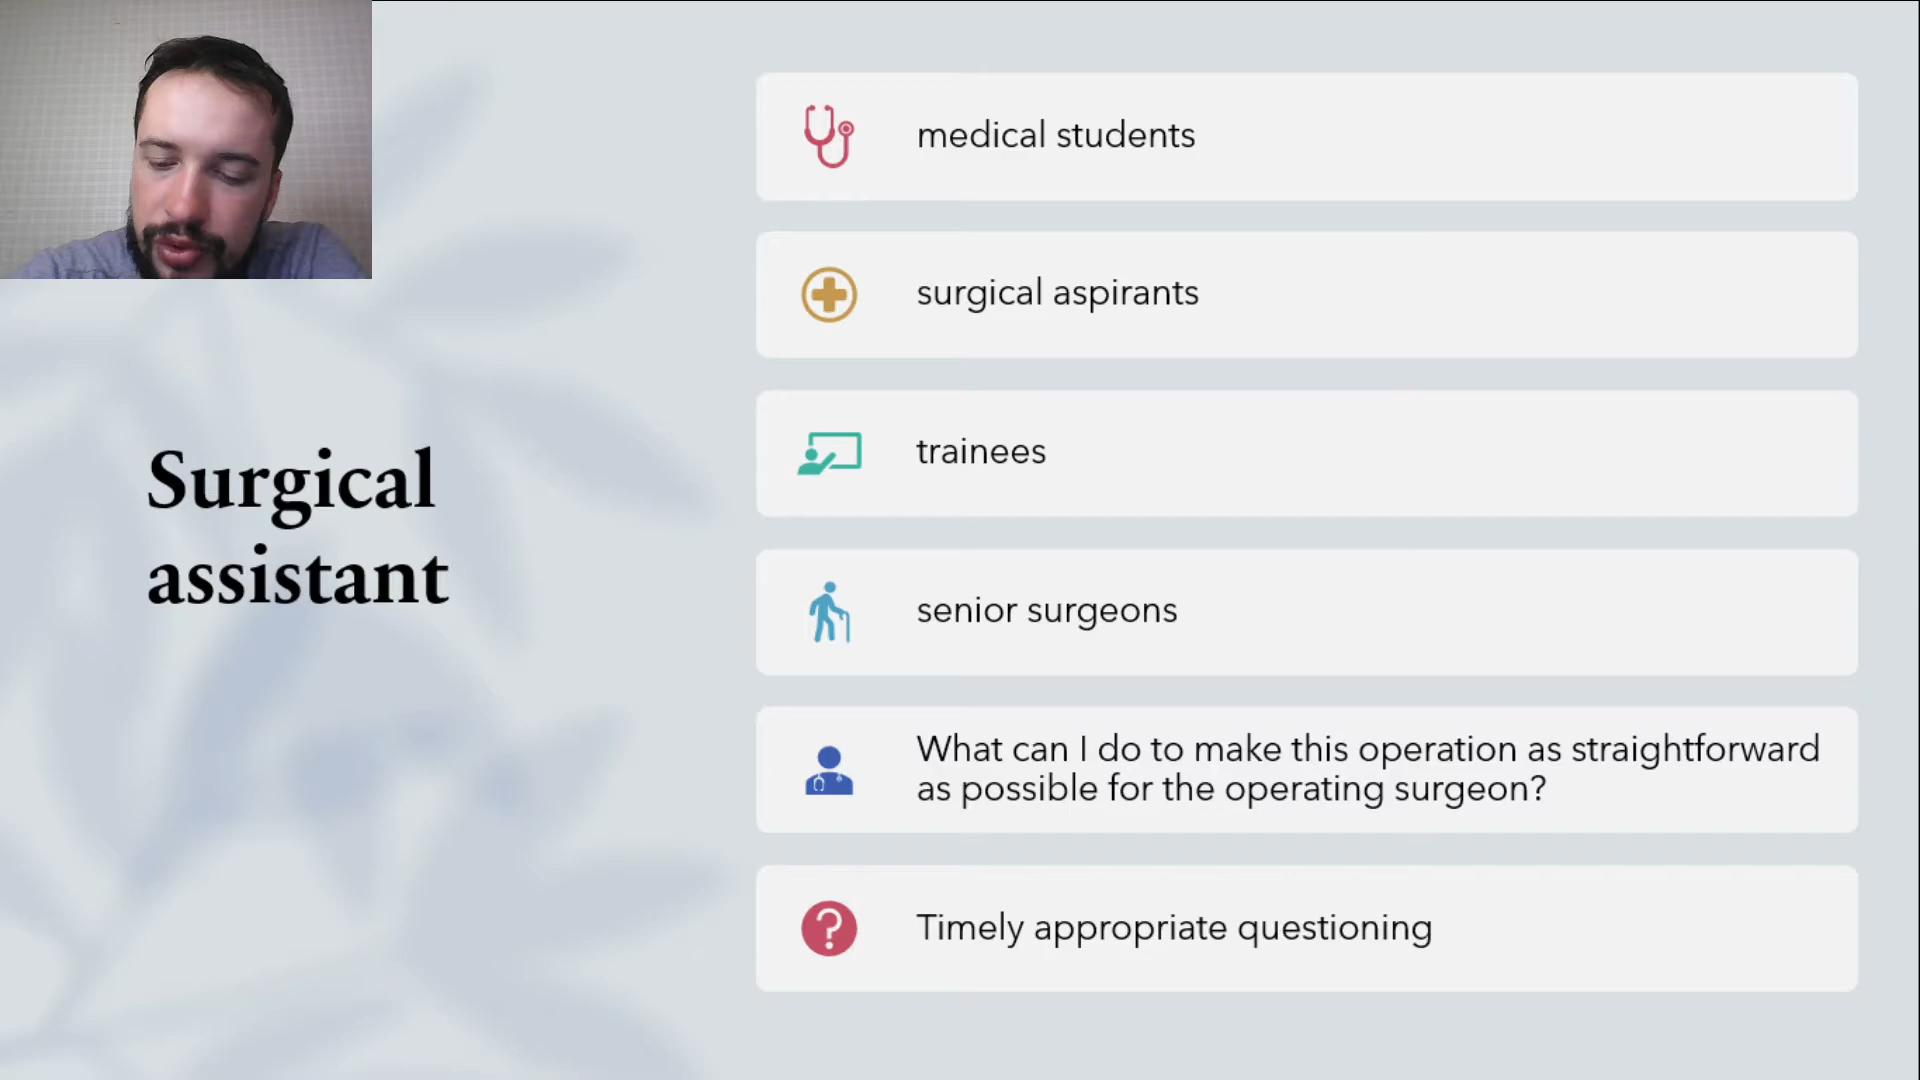 Surgical
assistant
medical students
surgical aspirants
trainees
senior surgeons
What can I do to make this operation as straightforward
as possible for the operating surgeon?
Timely appropriate questioning